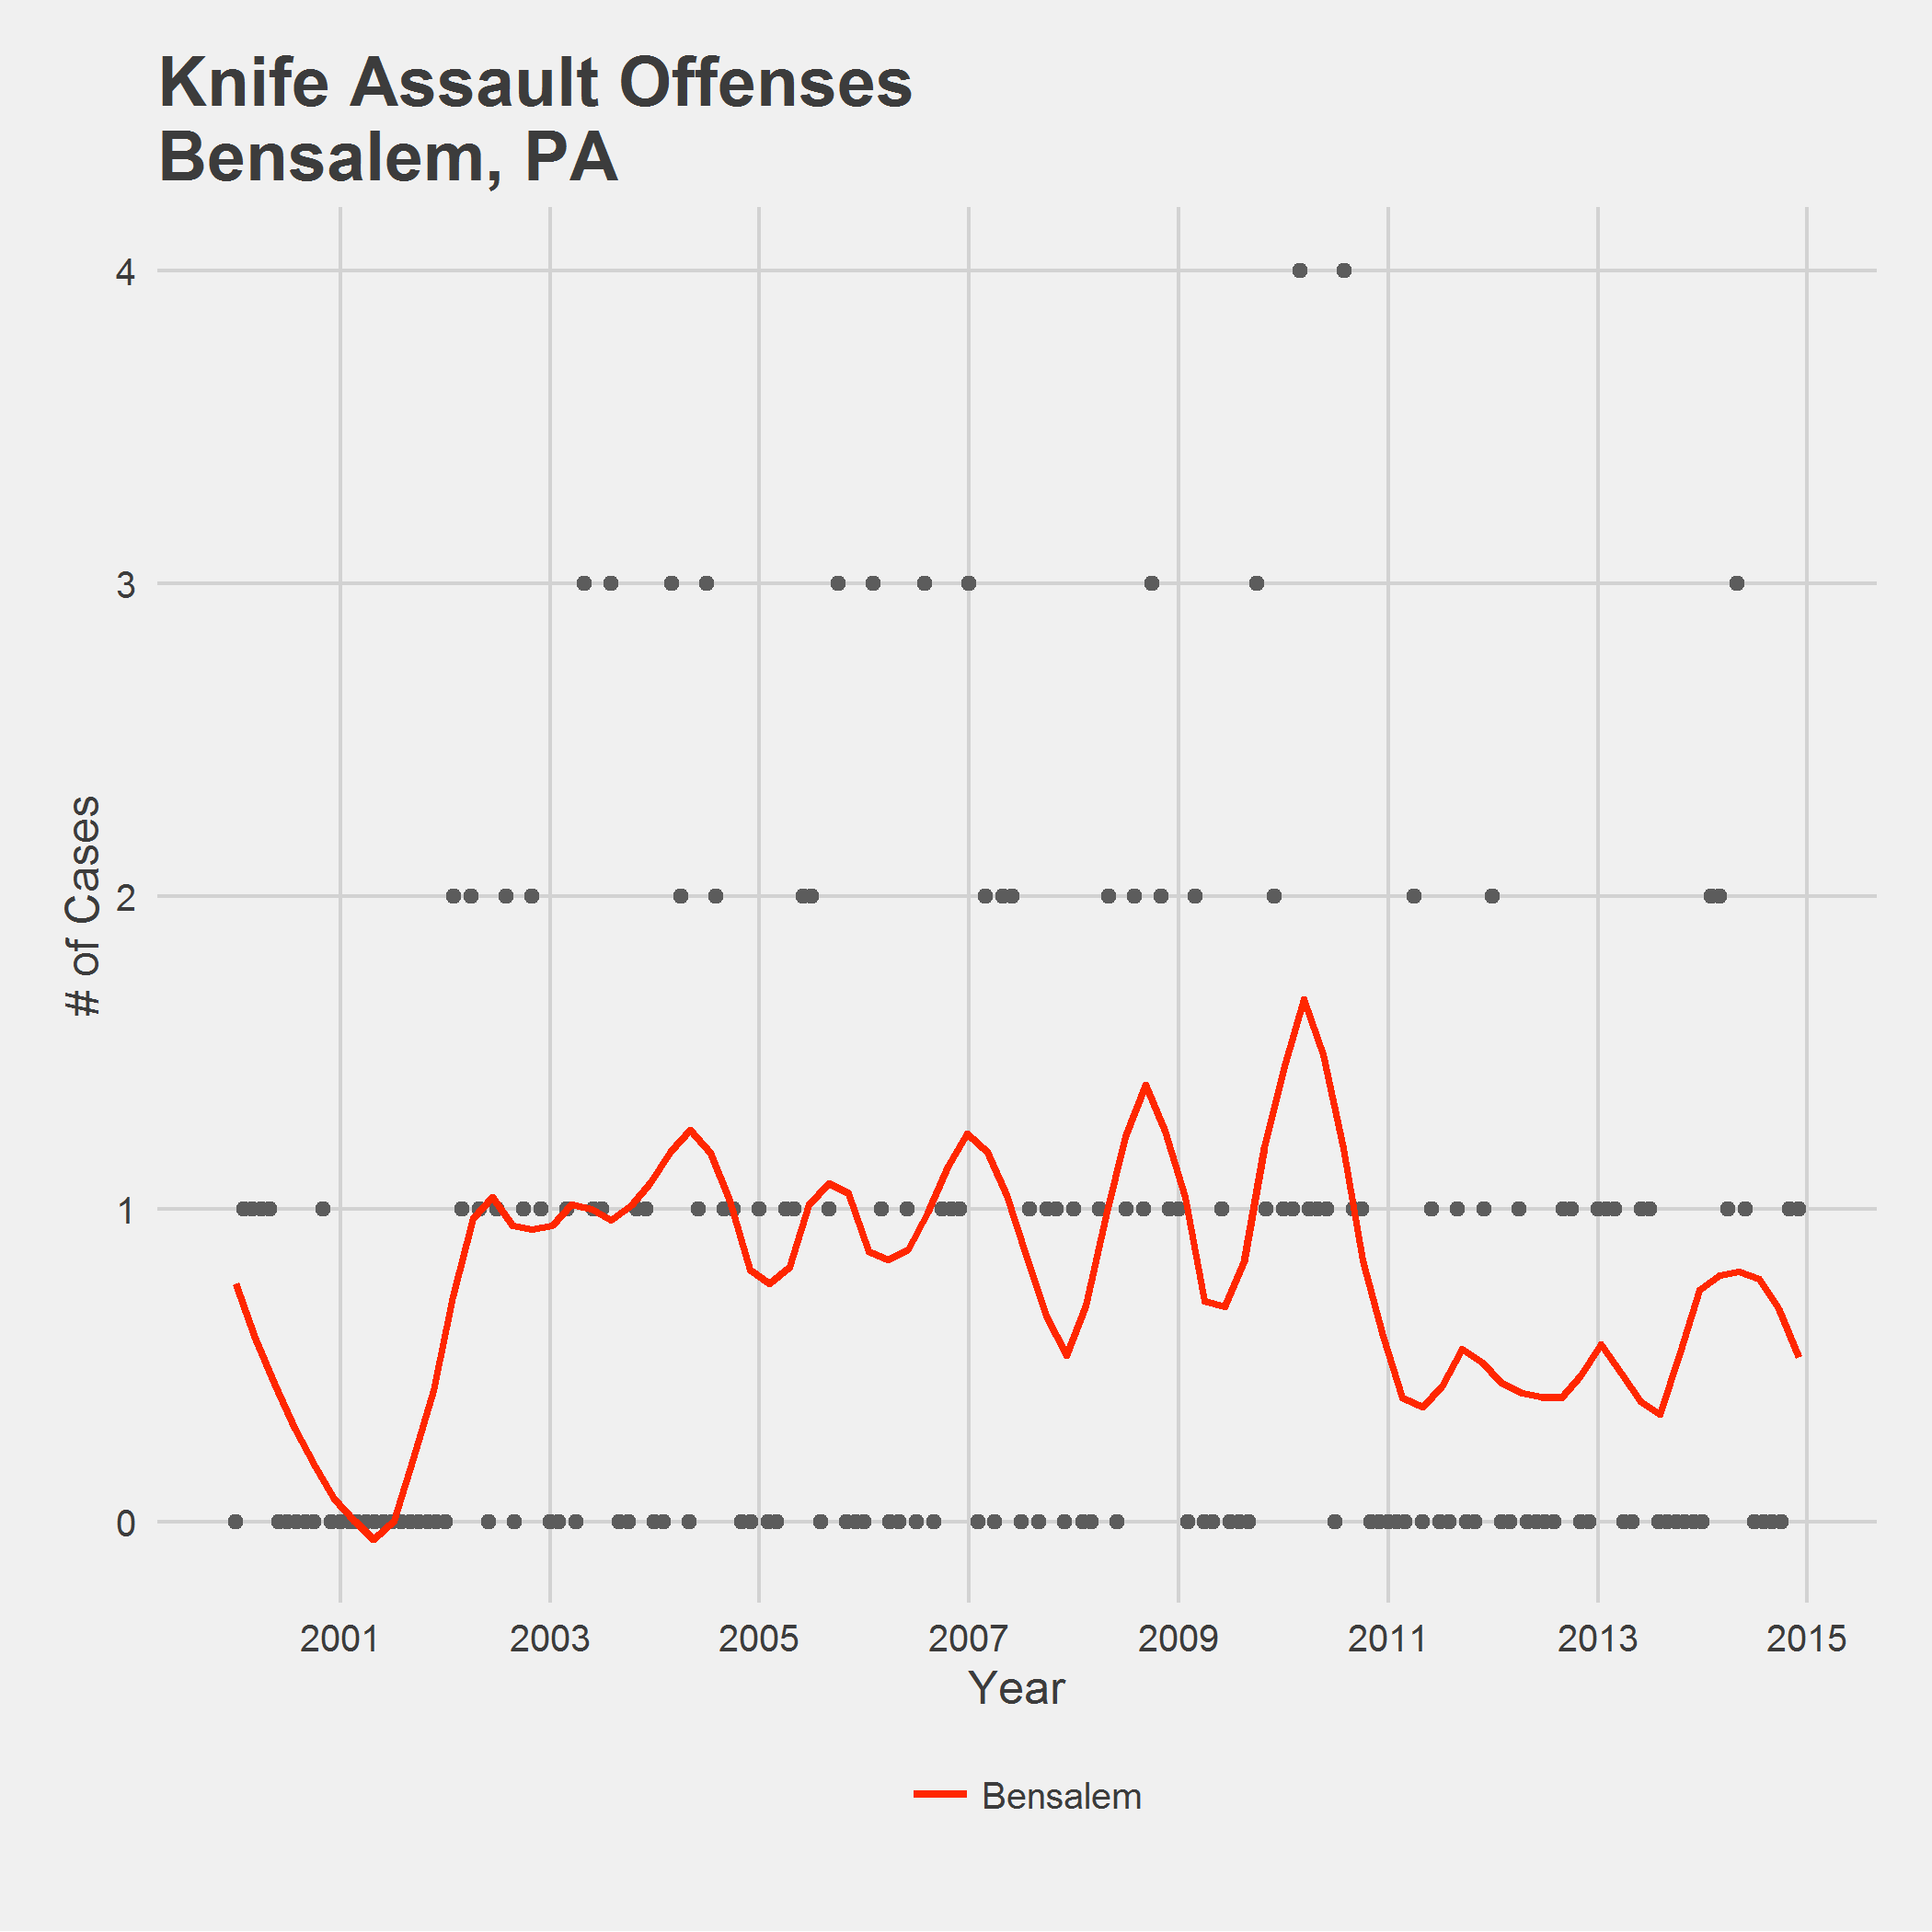 Knife Assault Offenses
Bensalem, PA
# of Cases
4
3
2
1
0
2001 2003 2005 2007 2009 2011 2013 2015
Year
Bensalem